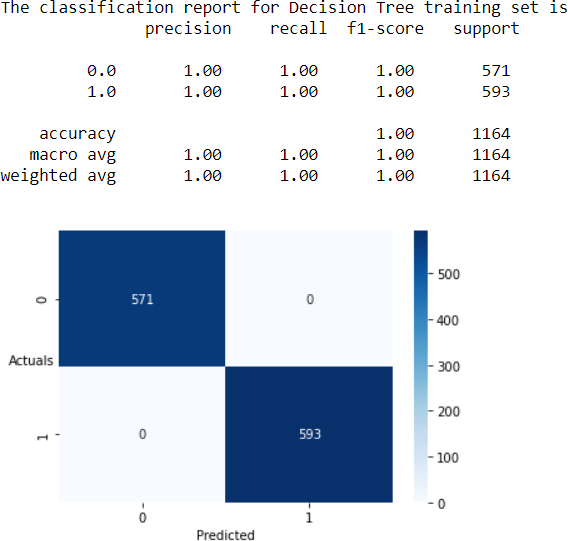 The classification report for Decision Tree training set is
precision recall f1-score support
0.0 1.00 1.00 1.00 571
1.0 1.00 1.00 1.00 593
accuracy 1.00 1164
macro avg 1.00 1.00 1.00 1164
weighted avg 1.00 1.00 1.00 1164
0 571 0
Actuals
1 0 593
0 1
Predicted
500
400
300
200
100
0